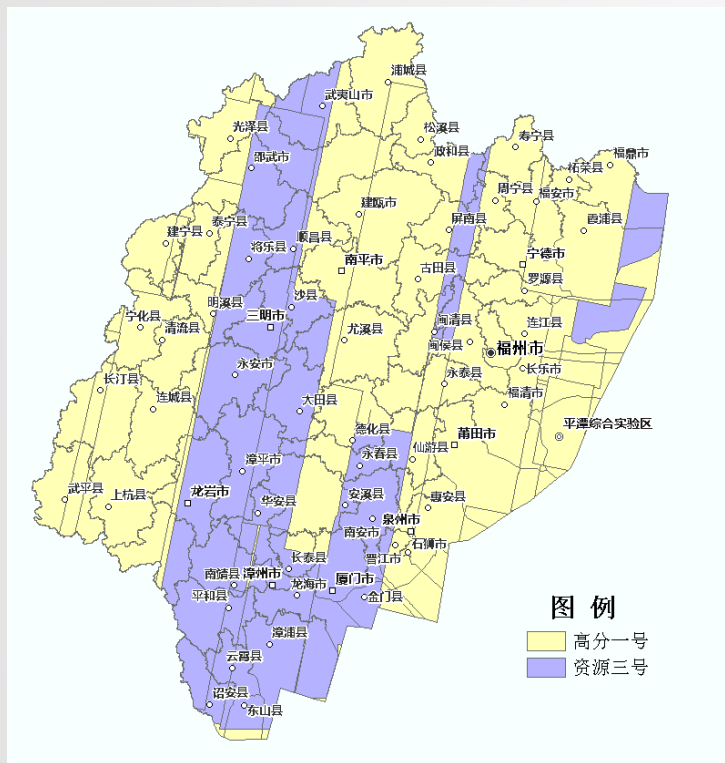 浦城县
武夷山市
光泽县
松溪县
寿宁县
邵武市
政和县
福鼎市
柘荣县
周宁县
福安市
建瓯市
屏南县
霞浦县
泰宁县
建宁县
顺昌县
将乐县
南平市
宁德市
古田县
罗源县
沙县
明溪县
宁化县
三明市
清流县
尤溪县
闽清县
连江县
闽侯县
福州市
永安市
永泰县
长乐市
长汀县
连城县
大田县
福清市
德化县
莆田市
平潭综合实验区
仙游县
永春县
漳平市
武平县
上杭县
龙岩市
华安县
安溪县
惠安县
泉州市
南安市
石狮市
晋江市
长泰县
南靖县
漳州市
龙海市
厦门市
平和县
金门县
漳浦县
云霄县
诏安县
东山县
图 例
高分一号
资源三号